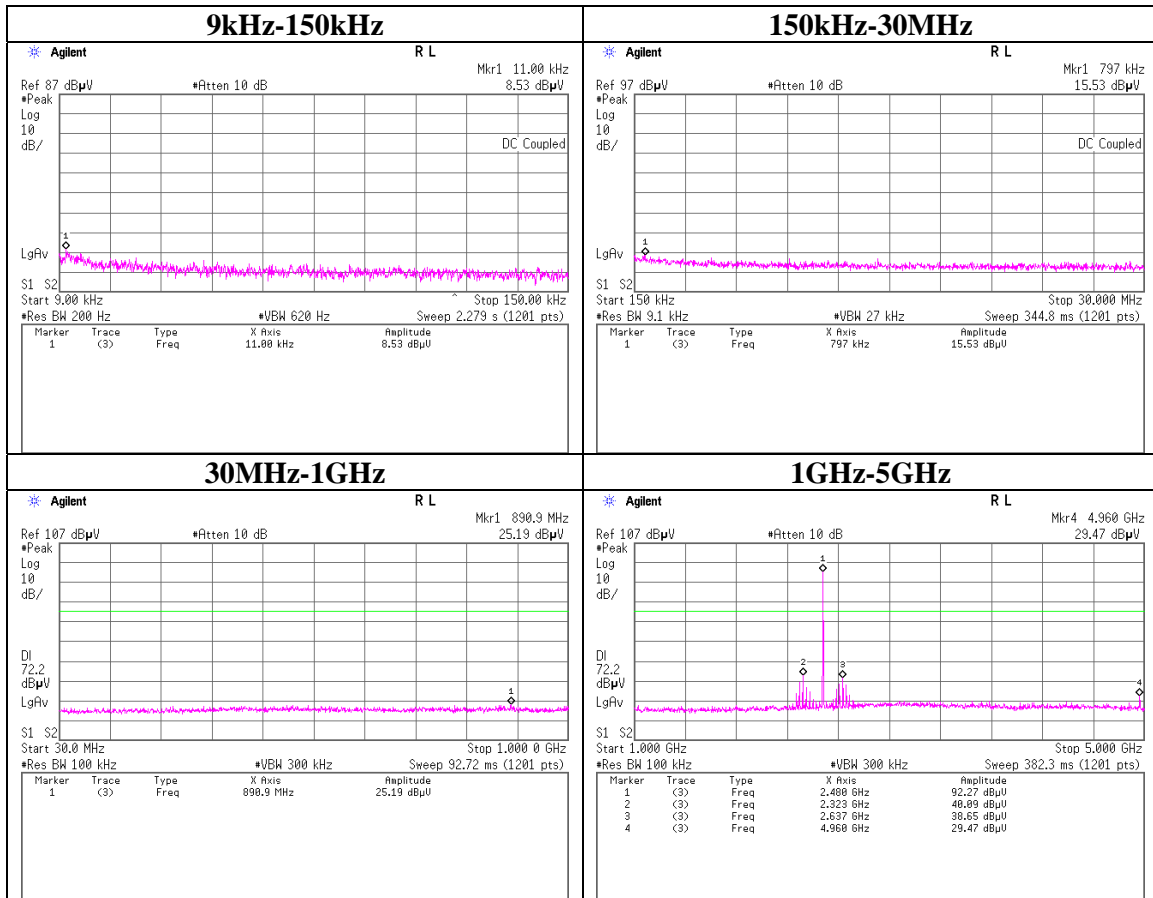 9kHz-150kHz
Agilent R L
Mkr1 11.00 kHz
Ref 87 dBµV #Atten 10 dB 8.53 dBµV
#Peak
Log
10
dB/
DC Coupled
1
LgAv
S1 S2
Start 9.00 kHz ^ Stop 150.00 kHz
#Res BW 200 Hz #VBW 620 Hz Sweep 2.279 s (1201 pts)
Marker Trace Type X Axis Amplitude
1 (3) Freq 11.00 kHz 8.53 dBµV
150kHz-30MHz
Agilent R L
Mkr1 797 kHz
Ref 97 dBµV #Atten 10 dB 15.53 dBµV
#Peak
Log
10
dB/
DC Coupled
1
LgAv
S1 S2
Start 150 kHz Stop 30.000 MHz
#Res BW 9.1 kHz #VBW 27 kHz Sweep 344.8 ms (1201 pts)
Marker Trace Type X Axis Amplitude
1 (3) Freq 797 kHz 15.53 dBµV
30MHz-1GHz
Agilent R L
Mkr1 890.9 MHz
Ref 107 dBµV #Atten 10 dB 25.19 dBµV
#Peak
Log
10
dB/
DI
72.2
dBµV
1
LgAv
S1 S2
Start 30.0 MHz Stop 1.000 0 GHz
#Res BW 100 kHz #VBW 300 kHz Sweep 92.72 ms (1201 pts)
Marker Trace Type X Axis Amplitude
1 (3) Freq 890.9 MHz 25.19 dBµV
1GHz-5GHz
Agilent R L
Mkr4 4.960 GHz
Ref 107 dBµV #Atten 10 dB 29.47 dBµV
#Peak
1
Log
10
dB/
DI
2 3
72.2
dBµV
4
LgAv
S1 S2
Start 1.000 GHz Stop 5.000 GHz
#Res BW 100 kHz #VBW 300 kHz Sweep 382.3 ms (1201 pts)
Marker Trace Type X Axis Amplitude
1 (3) Freq 2.480 GHz 92.27 dBµV
2 (3) Freq 2.323 GHz 40.09 dBµV
3 (3) Freq 2.637 GHz 38.65 dBµV
4 (3) Freq 4.960 GHz 29.47 dBµV